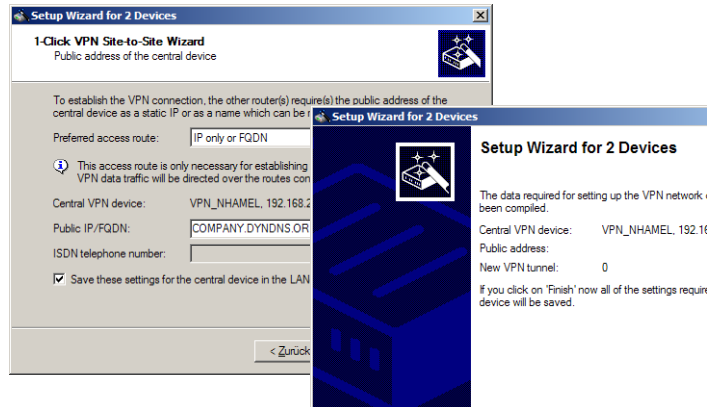 Setup Wizard for 2 Devices
1-Click VPN Site-to-Site Wizard
Public address of the central device
To establish the VPN connection, the other router(s) require(s) the public address of the
central device as a static IP or as a name which can be
Preferred access route: IP only or FQDN
This access route is only necessary for establishing
VPN data traffic will be directed over the routes
Central VPN device: VPN_NHAMEL, 192.168.2
Public IP/FQDN: COMPANY.DYNDNS.OR
ISDN telephone number:
Save these settings for the central device in the LAN
< Zurück
Setup Wizard for 2 Devices
Setup Wizard for 2 Devices
The data required for setting up the VPN network
been compiled.
Central VPN device: VPN_NHAMEL, 192.16
Public address:
New VPN tunnel: 0
If you click on 'Finish' now all of the settings require
device will be saved.